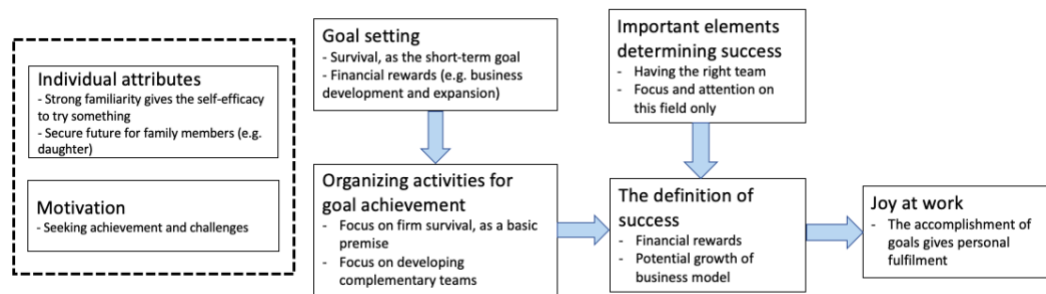 Individual attributes
- Strong familiarity gives the self-efficacy
to try something
- Secure future for family members (e.g.
daughter)
Motivation
- Seeking achievement and challenges
Goal setting
- Survival, as the short-term goal
- Financial rewards (e.g. business
development and expansion)
Organizing activities for
goal achievement
- Focus on firm survival, as a basic
premise
- Focus on developing
complementary teams
Important elements
determining success
- Having the right team
- Focus and attention on
this field only
The definition of
success
- Financial rewards
- Potential growth of
business model
Joy at work
- The accomplishment of
goals gives personal
fulfilment